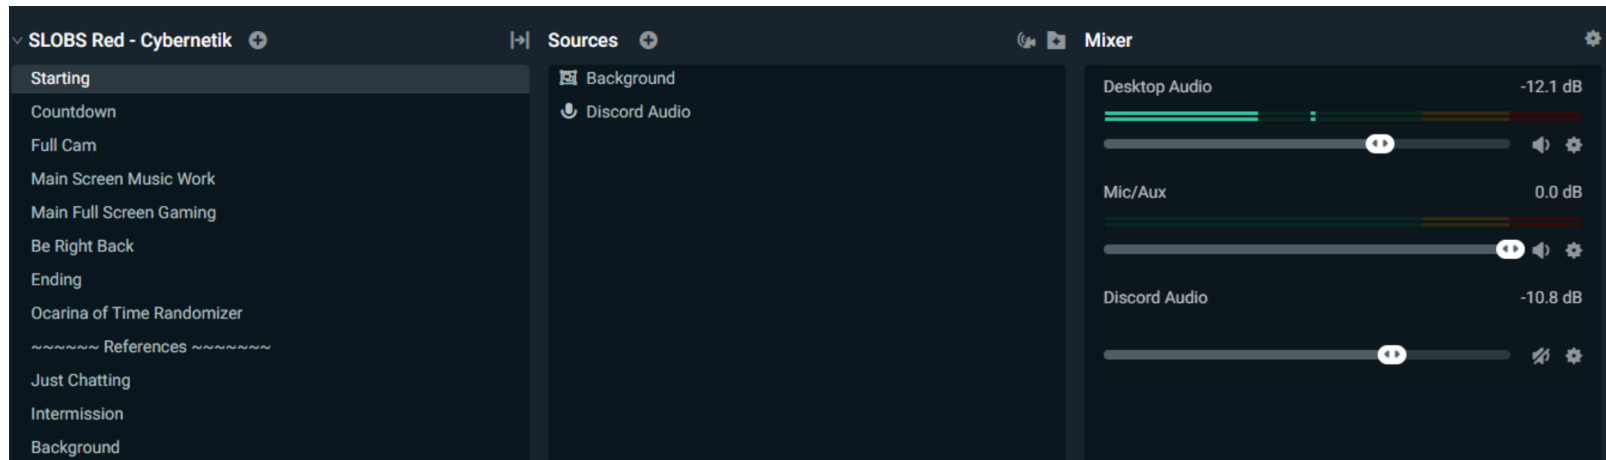 SLOBS Red - Cybernetik
Starting
Countdown
Full Cam
Main Screen Music Work
Main Full Screen Gaming
Be Right Back
Ending
Ocarina of Time Randomizer
~~~~~~ References ~~~~~~~
Just Chatting
Intermission
Background
Sources
Background
Discord Audio
Mixer
Desktop Audio -12.1 dB
Mic/Aux 0.0 dB
Discord Audio -10.8 dB